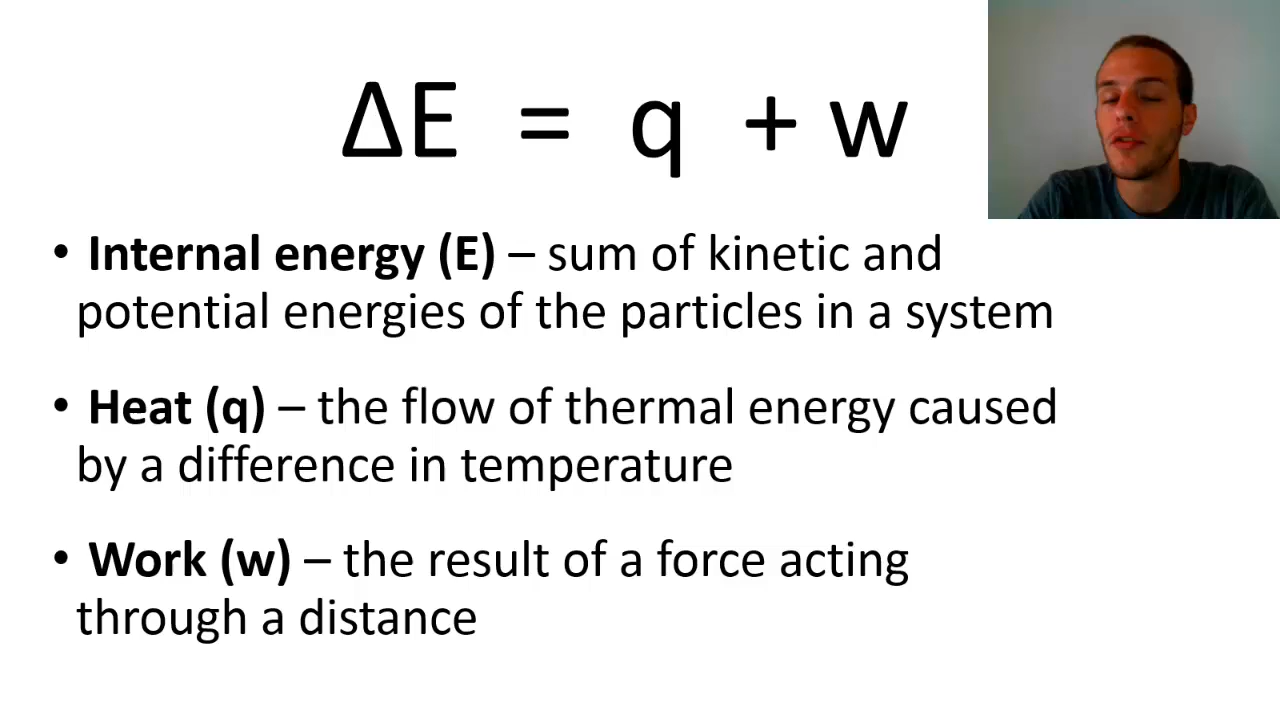 ΔE = q + w
• Internal energy (E) – sum of kinetic and
potential energies of the particles in a system
• Heat (q) – the flow of thermal energy caused
by a difference in temperature
• Work (w) – the result of a force acting
through a distance